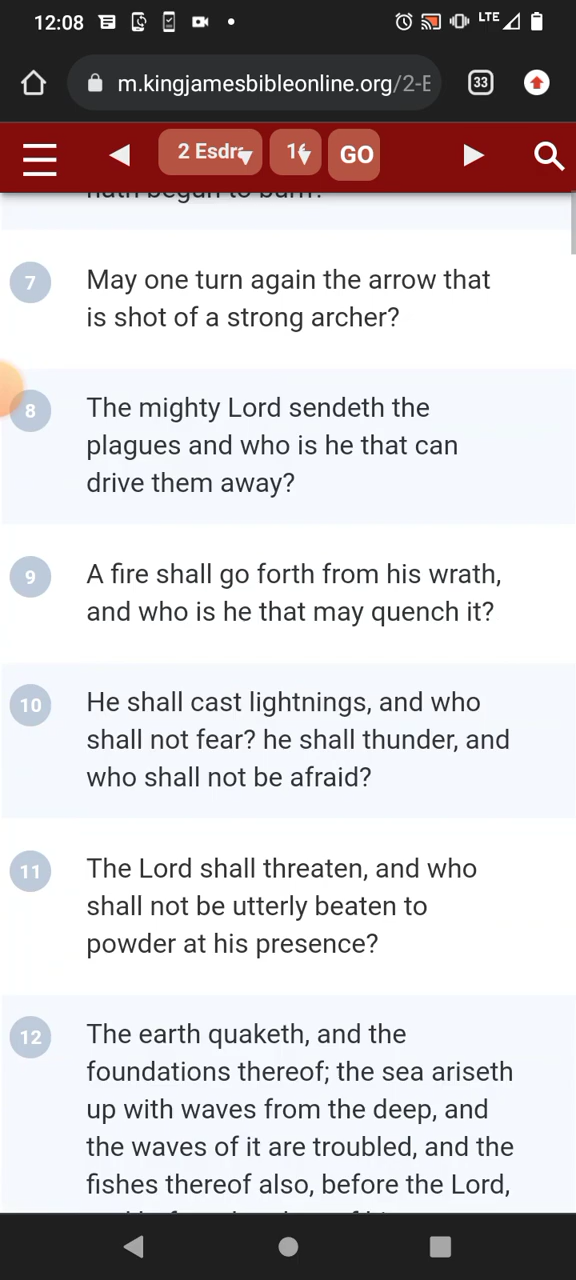 12:08
LTE
m.kingjamesbibleonline.org/2-E
33
2 Esdr
GO
hath begun to burn?
7
May one turn again the arrow that
is shot of a strong archer?
8
The mighty Lord sendeth the
plagues and who is he that can
drive them away?
9
A fire shall go forth from his wrath,
and who is he that may quench it?
10
He shall cast lightnings, and who
shall not fear? he shall thunder, and
who shall not be afraid?
11
The Lord shall threaten, and who
shall not be utterly beaten to
powder at his presence?
12
The earth quaketh, and the
foundations thereof; the sea ariseth
up with waves from the deep, and
the waves of it are troubled, and the
fishes thereof also, before the Lord,